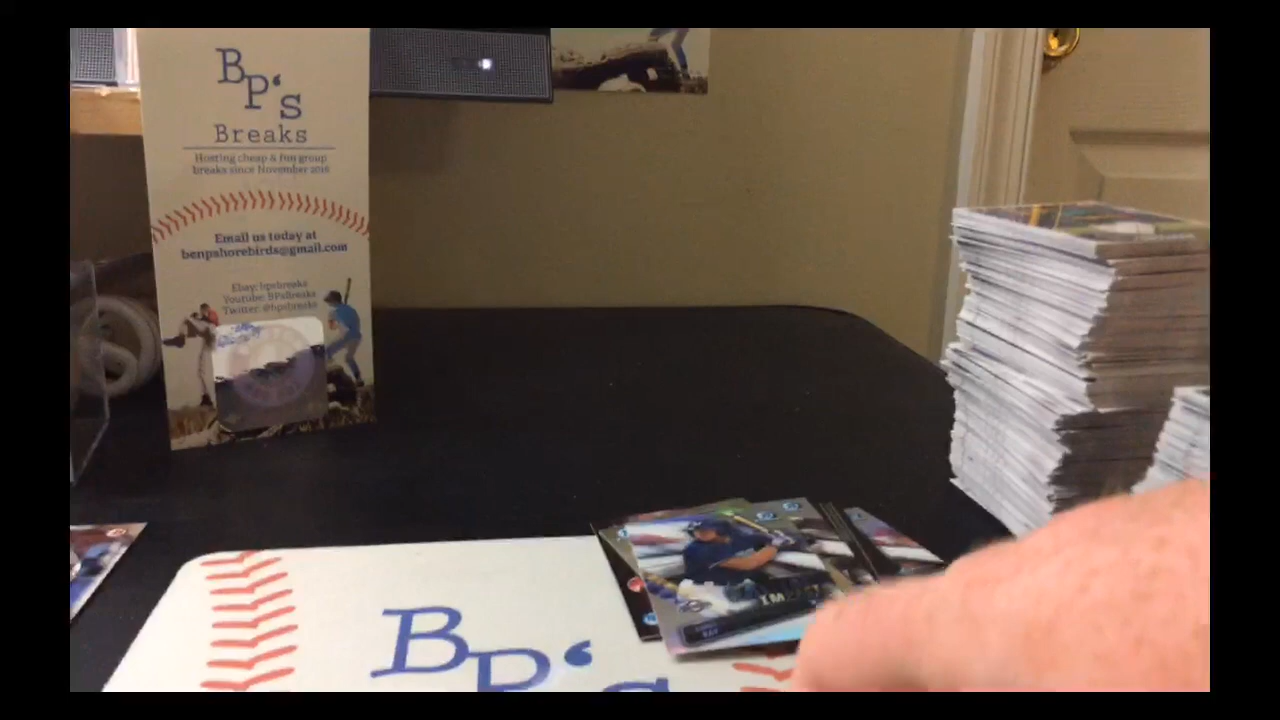 BP's
Breaks
Hosting cheap & fun group
breaks since November 2016
Email us today at
benpshorebirds@gmail.com
Ebay: bpsbreaks
Youtube: BPsBreaks
Twitter: @bpsbreaks
BP's